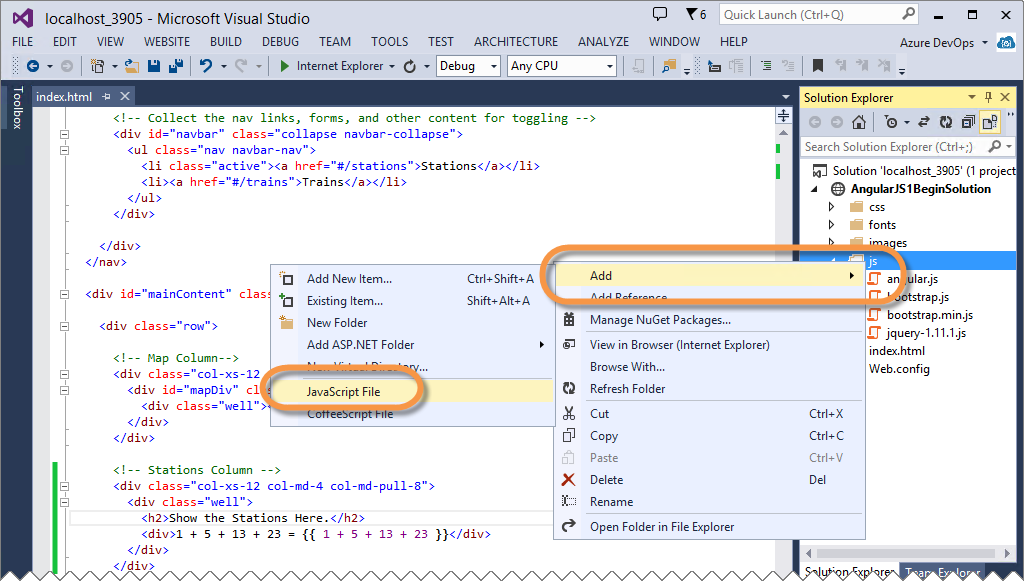 localhost_3905 - Microsoft Visual Studio
6
Quick Launch (Ctrl+Q)
FILE EDIT VIEW WEBSITE BUILD DEBUG TEAM TOOLS TEST ARCHITECTURE ANALYZE WINDOW HELP
Azure DevOps
Internet Explorer
Debug
Any CPU
Toolbox
index.html
<!-- Collect the nav links, forms, and other content for toggling -->
<div id="navbar" class="collapse navbar-collapse">
<ul class="nav navbar-nav">
<li class="active"><a href="#/stations">Stations</a></li>
<li><a href="#/trains">Trains</a></li>
</ul>
</div>
</div>
</nav>
<div id="mainContent"
<div class="row">
<!-- Map Column-->
<div class="col-xs-12
<div id="mapDiv"
<div class="well">
</div>
</div>
<!-- Stations Column -->
<div class="col-xs-12 col-md-4 col-md-pull-8">
<div class="well">
<h2>Show the Stations Here.</h2>
<div>1 + 5 + 13 + 23 = {{ 1 + 5 + 13 + 23 }}</div>
</div>
</div>
Add New Item... Ctrl+Shift+A
Existing Item... Shift+Alt+A
New Folder
Add ASP.NET Folder
New Virtual Directory...
JavaScript File
CoffeeScript File
Add
Add Reference
Manage NuGet Packages...
View in Browser (Internet Explorer)
Browse With...
Refresh Folder
Cut Ctrl+X
Copy Ctrl+C
Paste Ctrl+V
Delete Del
Rename
Open Folder in File Explorer
Solution Explorer
Search Solution Explorer (Ctrl+;)
Solution 'localhost_3905' (1 project
AngularJS1BeginSolution
css
fonts
images
js
angular.js
bootstrap.js
bootstrap.min.js
jquery-1.11.1.js
index.html
Web.config
Solution Explorer
Team Explorer